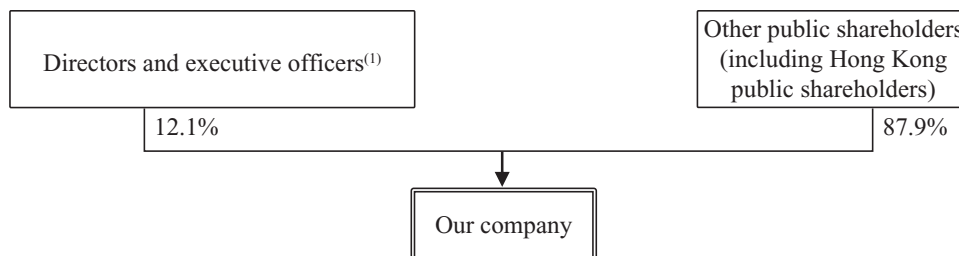 Directors and executive officers(1)
Other public shareholders
(including Hong Kong
public shareholders)
12.1%
87.9%
Our company